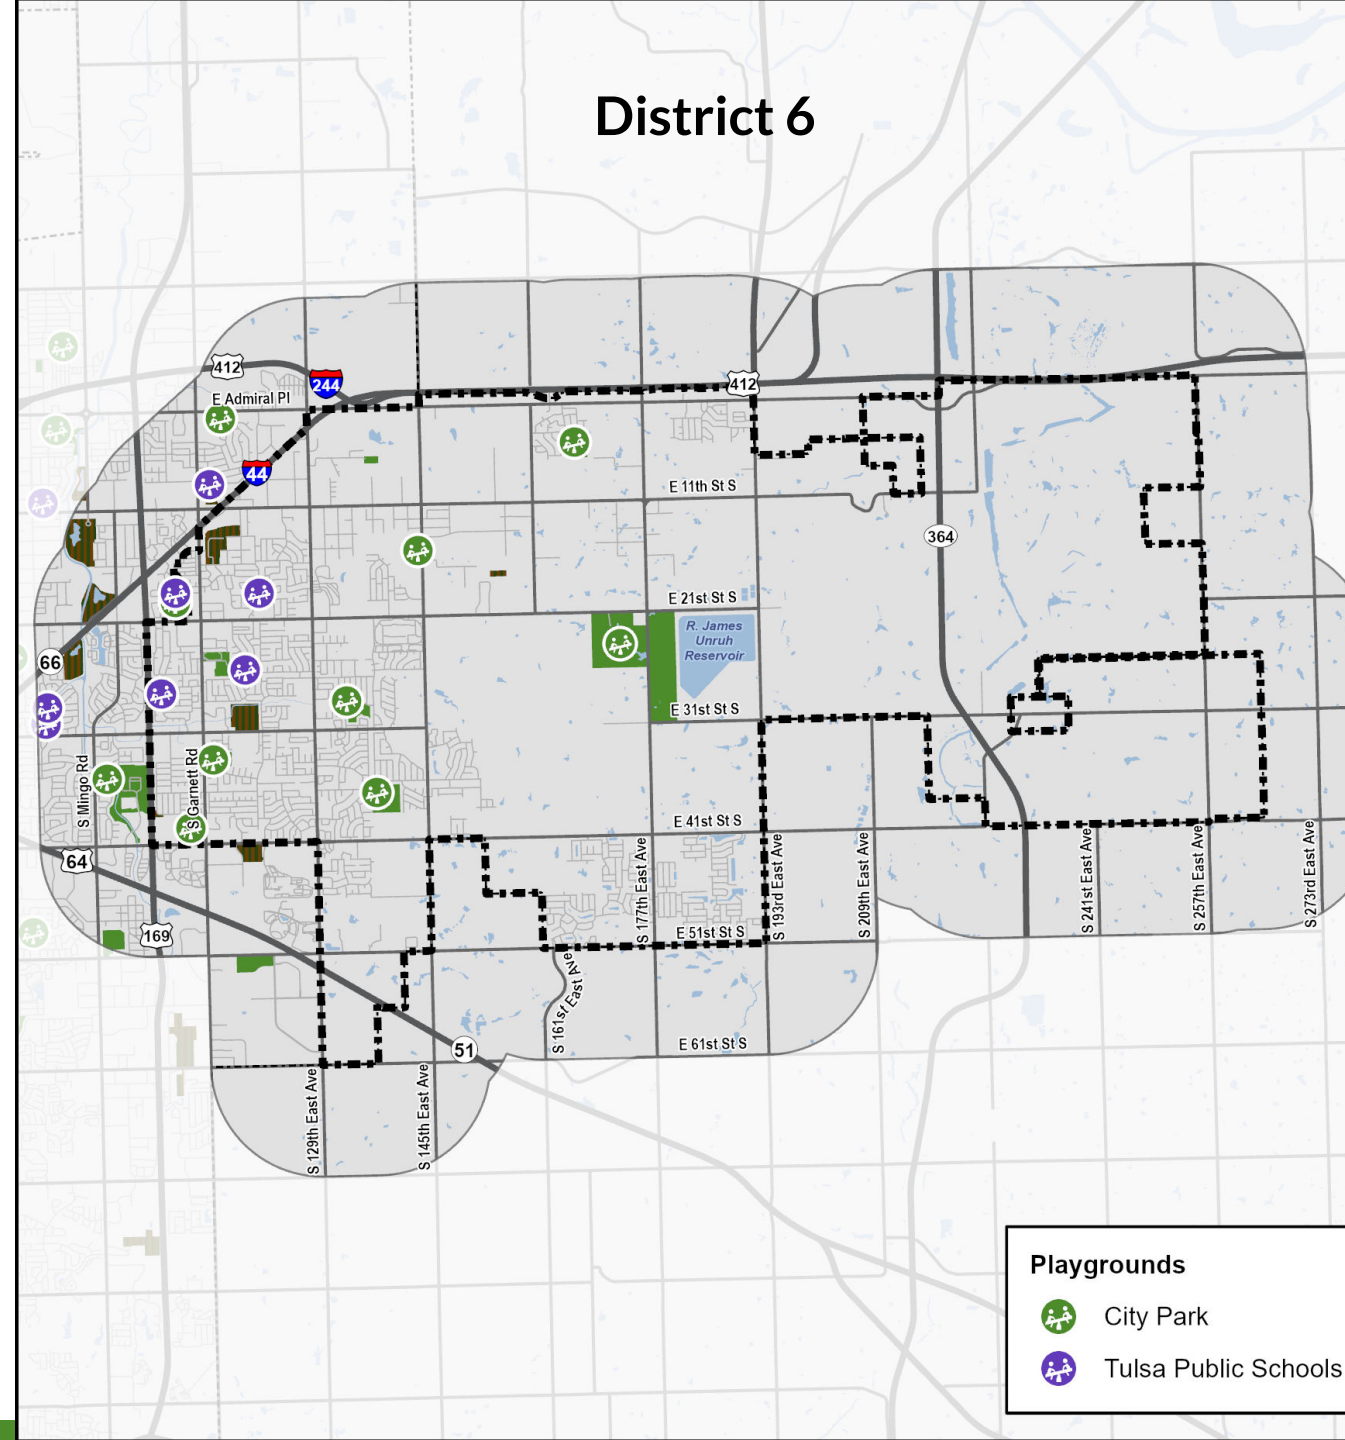 District 6
412
244
E Admiral Pl
412
44
E 11th St S
364
E 21st St S
R. James
Unruh
Reservoir
66
E 31st St S
S Mingo Rd
S Garnett Rd
E 41st St S
64
S 177th East Ave
S 193rd East Ave
S 209th East Ave
S 241st East Ave
S 257th East Ave
S 273rd East Ave
169
E 51st St S
S 161st East Ave
51
E 61st St S
S 129th East Ave
S 145th East Ave
Playgrounds
City Park
Tulsa Public Schools